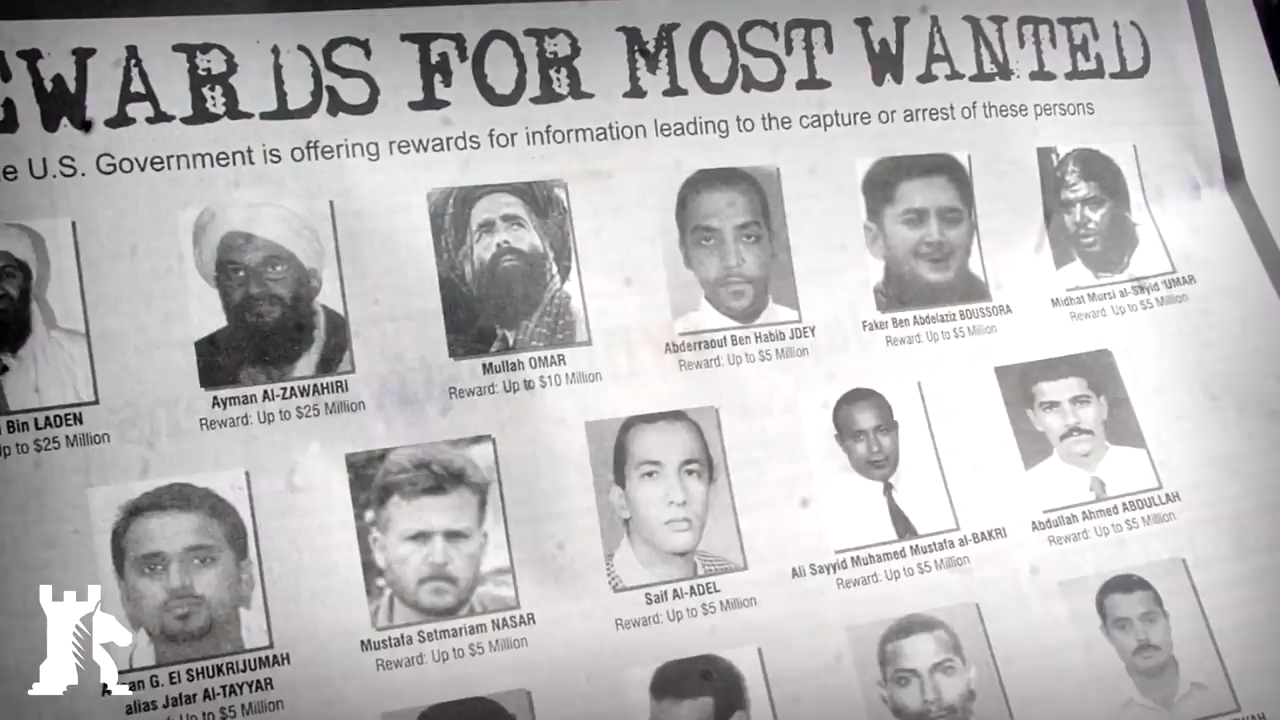 EWARDS FOR MOST WANTED
e U.S. Government is offering rewards for information leading to the capture or arrest of these persons
Bin LADEN
p to $25 Million
Ayman Al-ZAWAHIRI
Reward: Up to $25 Million
Mullah OMAR
Reward: Up to $10 Million
Abderraouf Ben Habib JDEY
Reward: Up to $5 Million
Faker Ben Abdelaziz BOUSSORA
Reward: Up to $5 Million
Midhat Mursi al-Sayid 'UMAR
Reward: Up to $5 Million
G. El SHUKRIJUMAH
alias Jafar Al-TAYYAR
Up to $5 Million
Mustafa Setmariam NASAR
Reward: Up to $5 Million
Saif Al-ADEL
Reward: Up to $5 Million
Ali Sayyid Muhamed Mustafa al-BAKRI
Reward: Up to $5 Million
Abdullah Ahmed ABDULLAH
Reward: Up to $5 Million